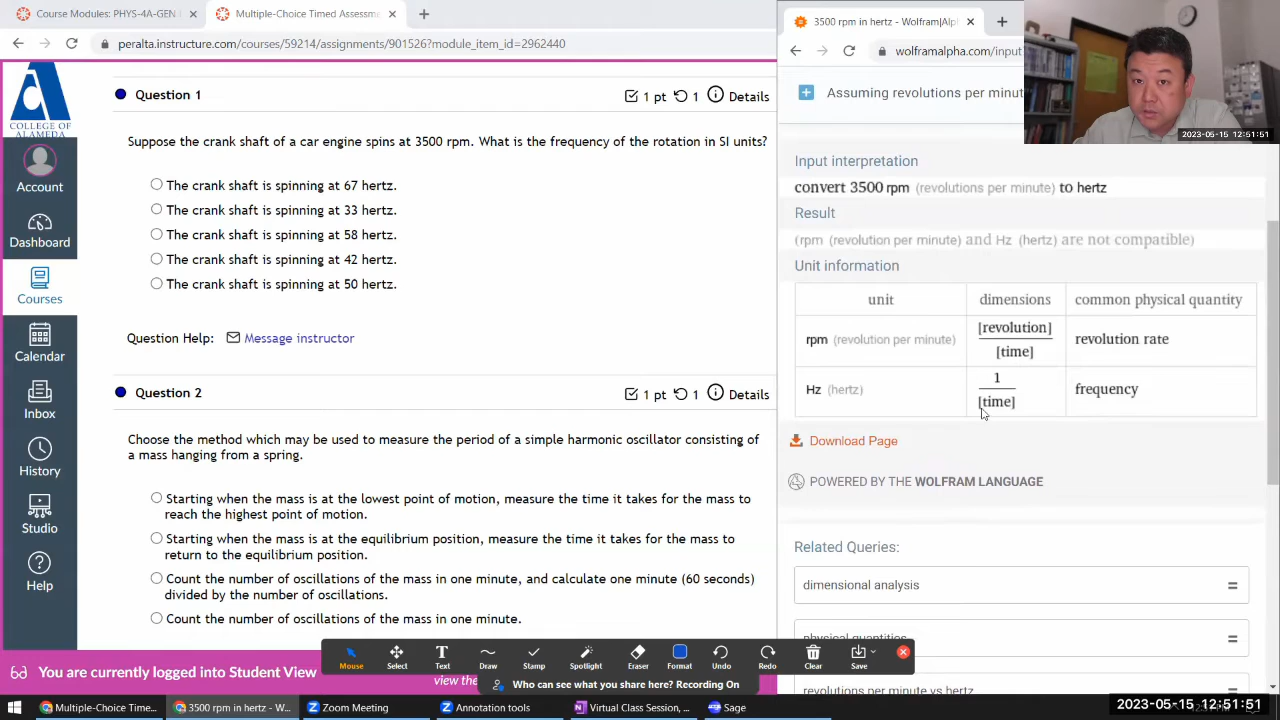 Course Modules: PHYS-4A-GEN
Multiple-Choice Timed Assessm
peralta.instructure.com/courses/59214/assignments/901526?module_item_id=2962440
COLLEGE OF
ALAMEDA
Account
Dashboard
Courses
Calendar
Inbox
History
Studio
Help
Question 1
1 pt
1
Details
Suppose the crank shaft of a car engine spins at 3500 rpm. What is the frequency of the rotation in SI units?
The crank shaft is spinning at 67 hertz.
The crank shaft is spinning at 33 hertz.
The crank shaft is spinning at 58 hertz.
The crank shaft is spinning at 42 hertz.
The crank shaft is spinning at 50 hertz.
Question Help:
Message instructor
Question 2
1 pt
1
Details
Choose the method which may be used to measure the period of a simple harmonic oscillator consisting of
a mass hanging from a spring.
Starting when the mass is at the lowest point of motion, measure the time it takes for the mass to
reach the highest point of motion.
Starting when the mass is at the equilibrium position, measure the time it takes for the mass to
return to the equilibrium position.
Count the number of oscillations of the mass in one minute, and calculate one minute (60 seconds)
divided by the number of oscillations.
Count the number of oscillations of the mass in one minute.
You are currently logged into Student View
view the
3500 rpm in hertz - Wolfram|Alph
wolframalpha.com/input
Assuming revolutions per minut
2023-05-15 12:51:51
Input interpretation
convert 3500 rpm (revolutions per minute) to hertz
Result
(rpm (revolution per minute) and Hz (hertz) are not compatible)
Unit information
unit
dimensions
common physical quantity
rpm (revolution per minute)
[revolution]
[time]
revolution rate
Hz (hertz)
1
[time]
frequency
Download Page
POWERED BY THE WOLFRAM LANGUAGE
Related Queries:
dimensional analysis
=
physical quantities
=
revolutions per minute vs hertz
=
Mouse
Select
Text
Draw
Stamp
Spotlight
Eraser
Format
Undo
Redo
Clear
Save
Who can see what you share here? Recording On
Multiple-Choice Time...
3500 rpm in hertz - W...
Zoom Meeting
Annotation tools
Virtual Class Session, ...
Sage
2023-05-15 12:51:51